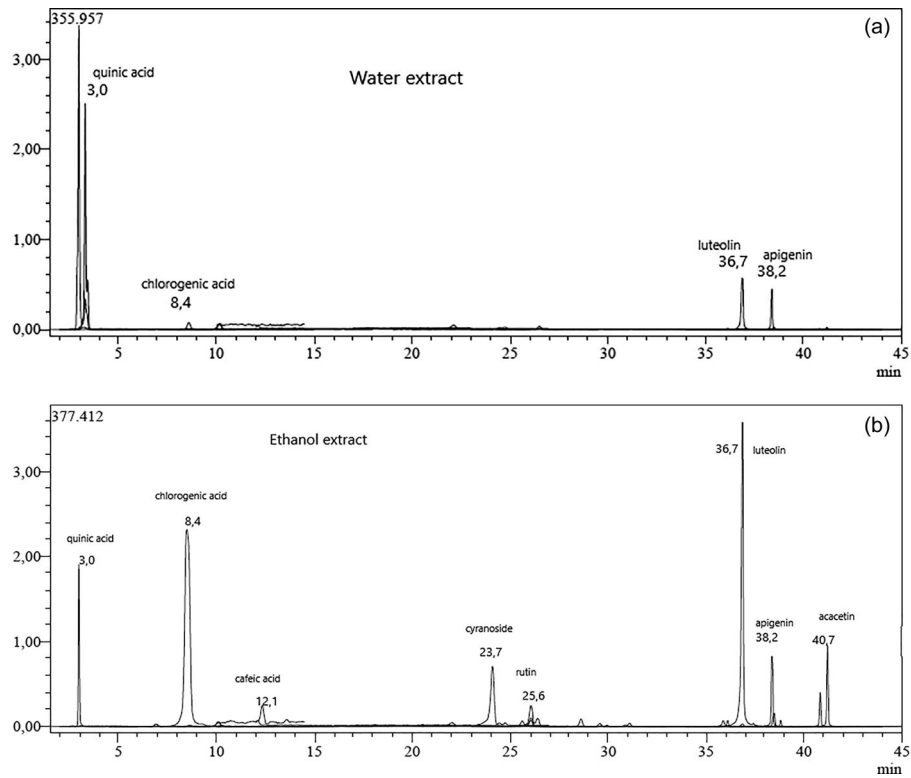 355.957
(a)
3,00
quinic acid
3,0
Water extract
2,00
1,00
chlorogenic acid
8,4
luteolin
36,7
apigenin
38,2
0,00
5 10 15 20 25 30 35 40 45
min
377.412
(b)
Ethanol extract
3,00
36,7 luteolin
chlorogenic acid
8,4
quinic acid
3,0
2,00
1,00
cyranoside
23,7
apigenin
38,2
acacetin
40,7
cafeic acid
12,1
rutin
25,6
0,00
5 10 15 20 25 30 35 40 45
min